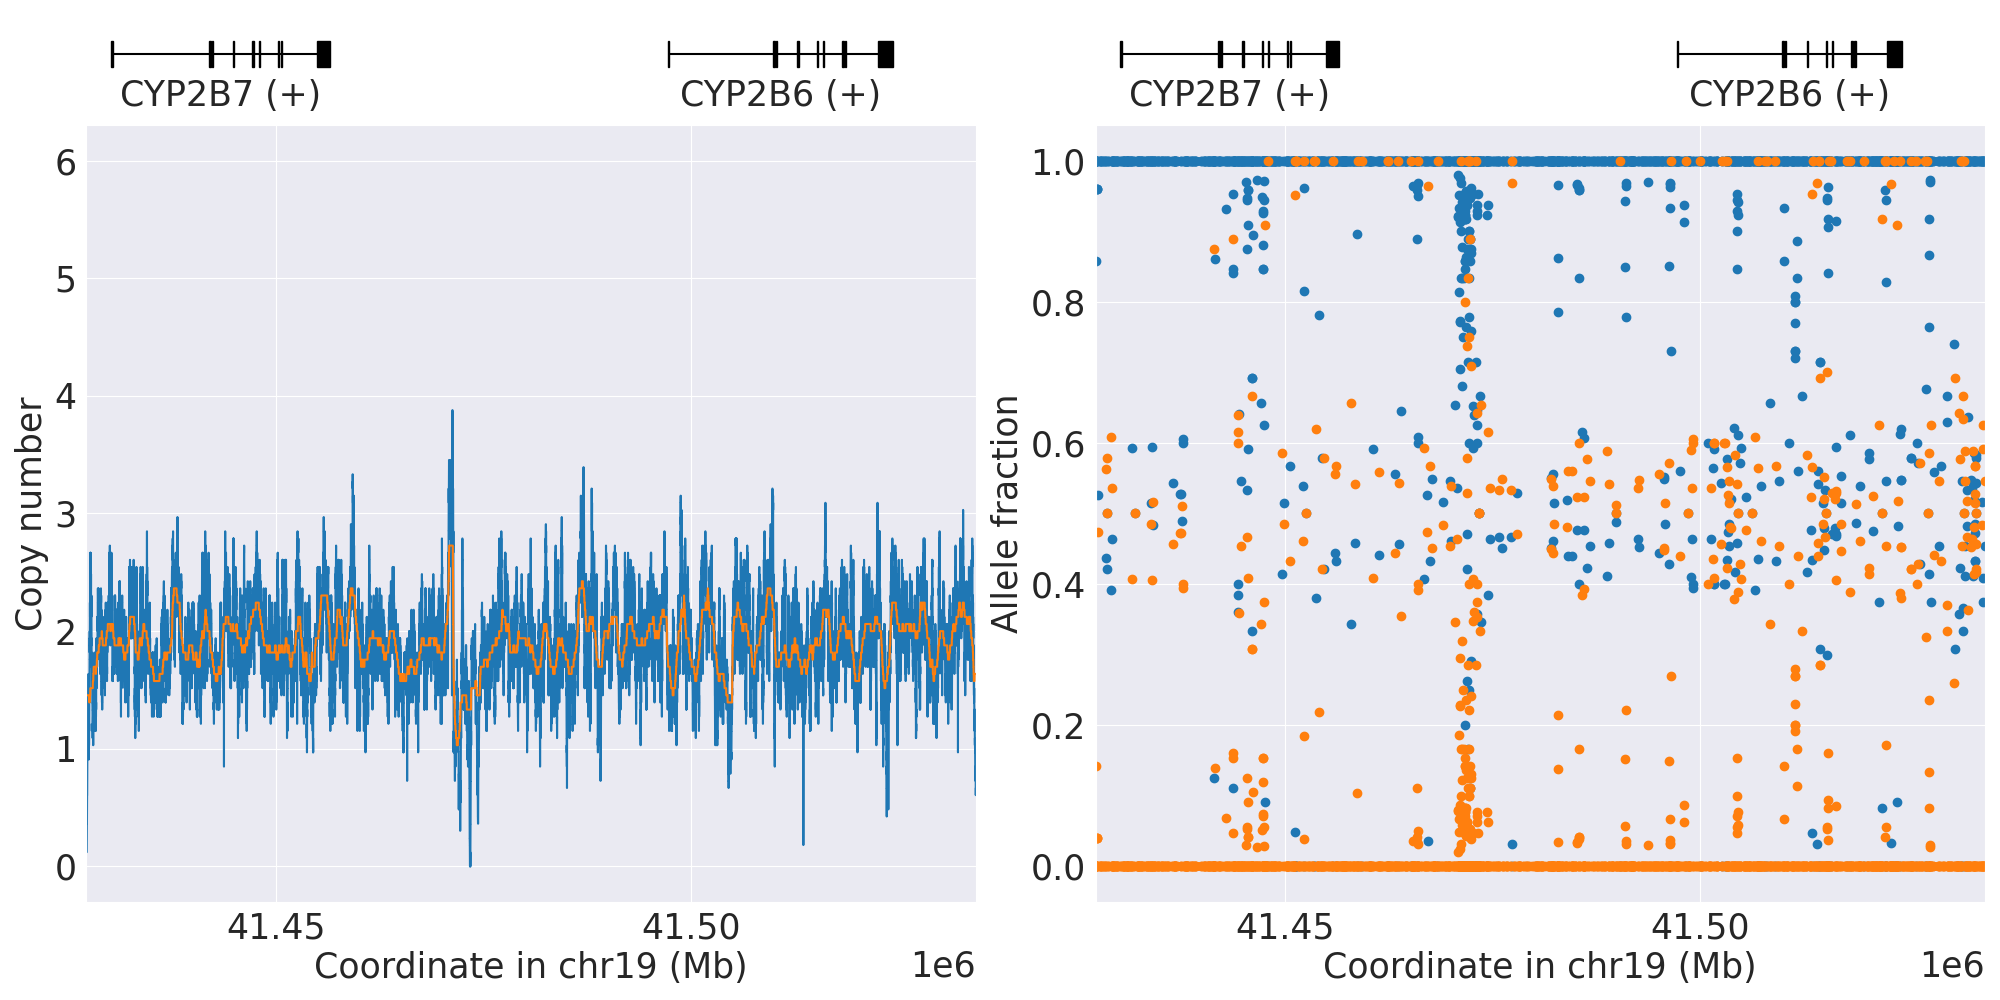 CYP2B7 (+)
CYP2B6 (+)
CYP2B7 (+)
CYP2B6 (+)
Copy number
6
5
4
3
2
1
0
41.45
41.50
Coordinate in chr19 (Mb)
1e6
Allele fraction
1.0
0.8
0.6
0.4
0.2
0.0
41.45
41.50
Coordinate in chr19 (Mb)
1e6